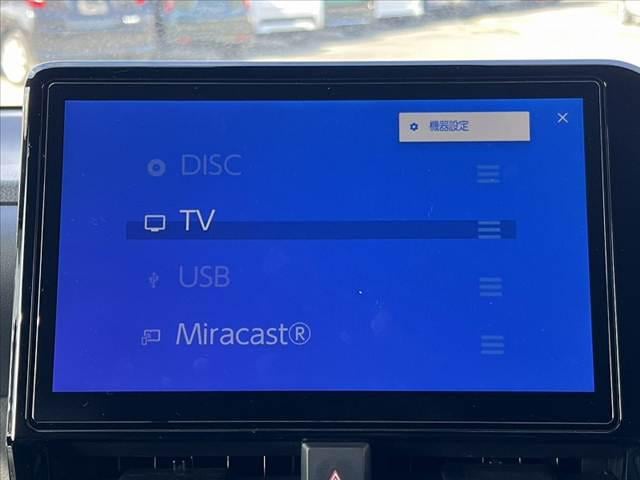 機器設定
DISC
TV
USB
Miracast®